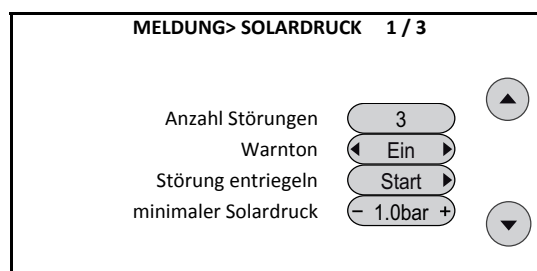 MELDUNG> SOLARDRUCK 1 / 3
Anzahl Störungen 3
Warnton Ein
Störung entriegeln Start
minimaler Solardruck − 1.0bar +